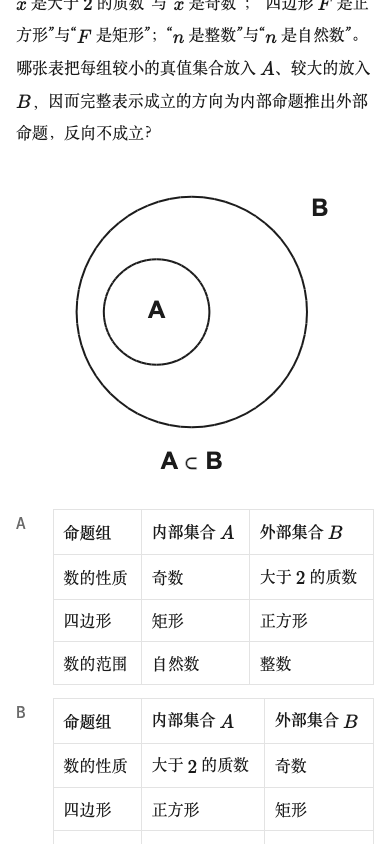 x 是大于 2 的质数”与“x 是奇数”；“四边形 F 是正
方形”与“F 是矩形”；“n 是整数”与“n 是自然数”。
哪张表把每组较小的真值集合放入 A、较大的放入
B，因而完整表示成立的方向为内部命题推出外部
命题，反向不成立？
B
A
A ⊂ B
A
命题组 内部集合 A 外部集合 B
数的性质 奇数 大于 2 的质数
四边形 矩形 正方形
数的范围 自然数 整数
B
命题组 内部集合 A 外部集合 B
数的性质 大于 2 的质数 奇数
四边形 正方形 矩形